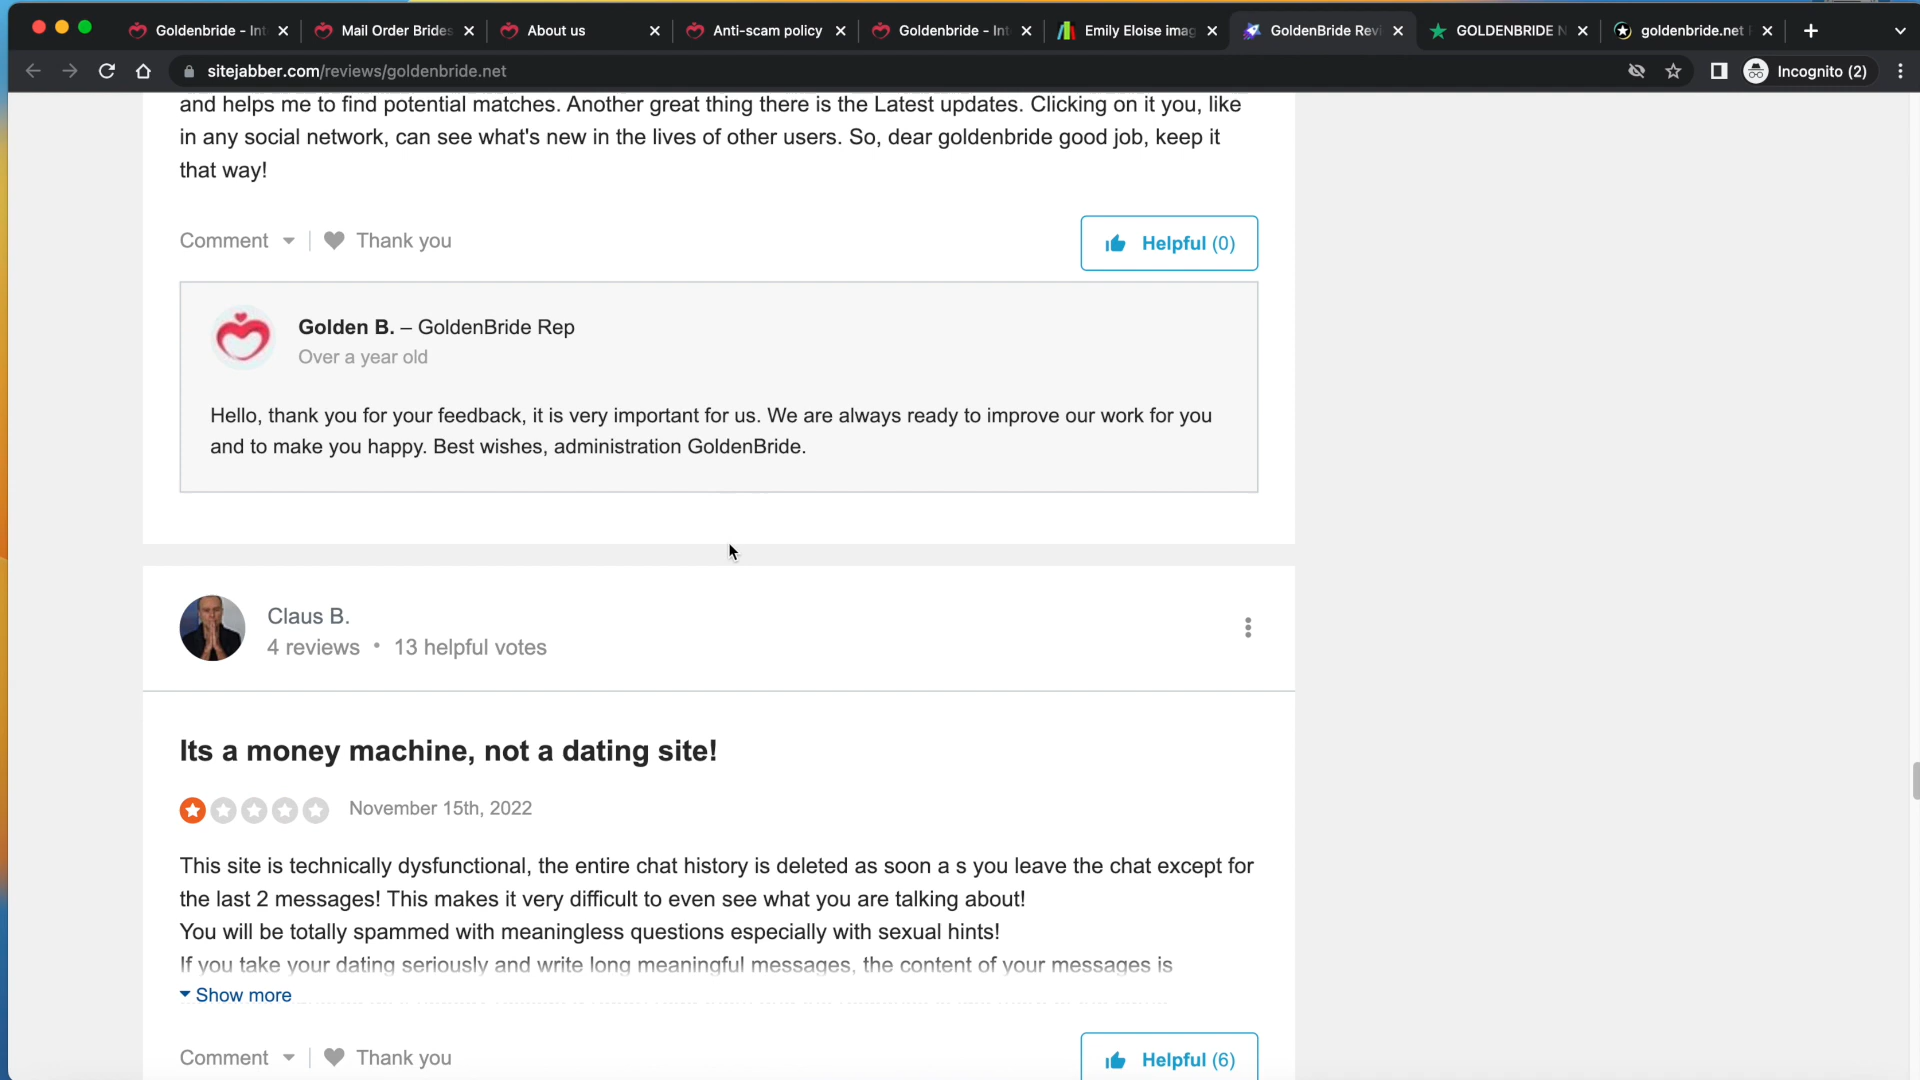 Goldenbride - Int
Mail Order Brides
About us
Anti-scam policy
Goldenbride - Int
Emily Eloise imag
GoldenBride Revi
GOLDENBRIDE N
goldenbride.net
sitejabber.com/reviews/goldenbride.net
Incognito (2)
and helps me to find potential matches. Another great thing there is the Latest updates. Clicking on it you, like
in any social network, can see what's new in the lives of other users. So, dear goldenbride good job, keep it
that way!
Comment
Thank you
Helpful (0)
Golden B. – GoldenBride Rep
Over a year old
Hello, thank you for your feedback, it is very important for us. We are always ready to improve our work for you
and to make you happy. Best wishes, administration GoldenBride.
Claus B.
4 reviews • 13 helpful votes
Its a money machine, not a dating site!
November 15th, 2022
This site is technically dysfunctional, the entire chat history is deleted as soon a s you leave the chat except for
the last 2 messages! This makes it very difficult to even see what you are talking about!
You will be totally spammed with meaningless questions especially with sexual hints!
If you take your dating seriously and write long meaningful messages, the content of your messages is
Show more
Comment
Thank you
Helpful (6)